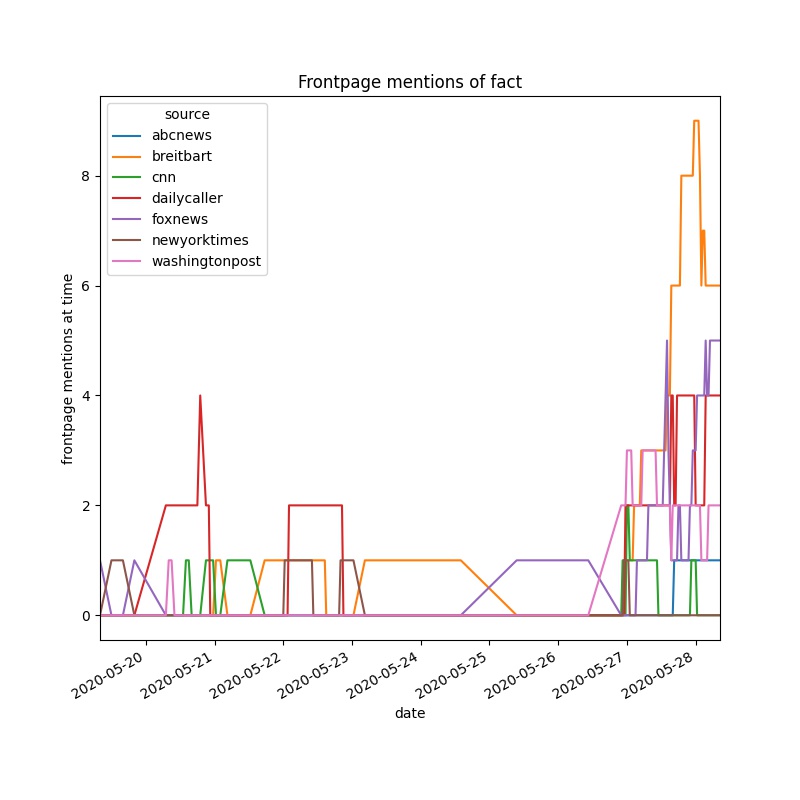 Frontpage mentions of fact
source
abcnews
breitbart
cnn
dailycaller
foxnews
newyorktimes
washingtonpost
frontpage mentions at time
8
6
4
2
0
2020-05-20
2020-05-21
2020-05-22
2020-05-23
2020-05-24
2020-05-25
2020-05-26
2020-05-27
2020-05-28
date